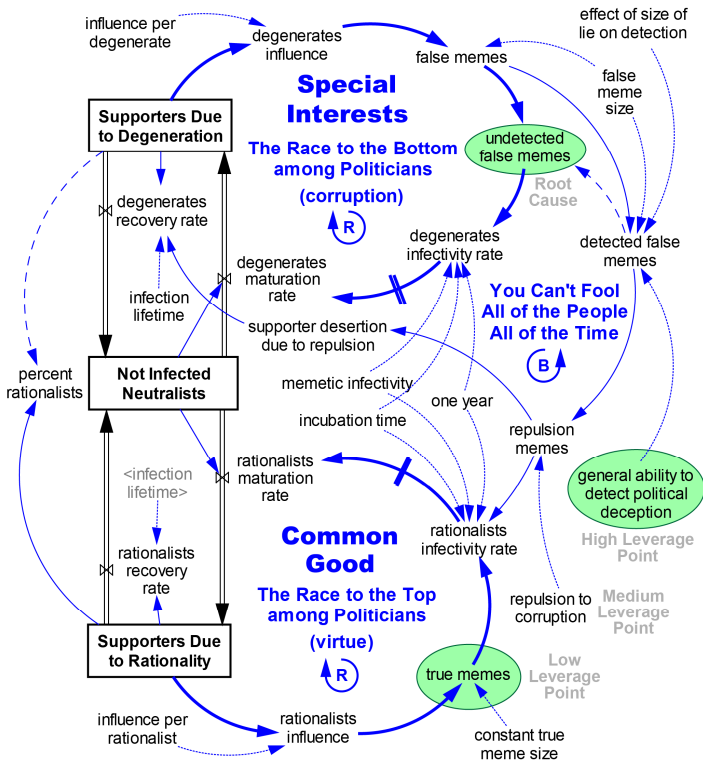 influence per
degenerate
degenerates
influence
false memes
effect of size of
lie on detection
false
meme
size
Special
Interests
Supporters Due
to Degeneration
The Race to the Bottom
among Politicians
(corruption)
R
undetected
false memes
Root
Cause
degenerates
recovery rate
degenerates
infectivity rate
detected false
memes
degenerates
maturation
rate
infection
lifetime
supporter desertion
due to repulsion
You Can't Fool
All of the People
All of the Time
B
percent
rationalists
Not Infected
Neutralists
memetic infectivity
one year
incubation time
repulsion
memes
<infection
lifetime>
rationalists
maturation
rate
general ability to
detect political
deception
High Leverage
Point
Common
Good
rationalists
infectivity rate
rationalists
recovery
rate
The Race to the Top
among Politicians
(virtue)
R
repulsion to
corruption
Medium
Leverage
Point
Supporters Due
to Rationality
true memes
Low
Leverage
Point
influence per
rationalist
rationalists
influence
constant true
meme size